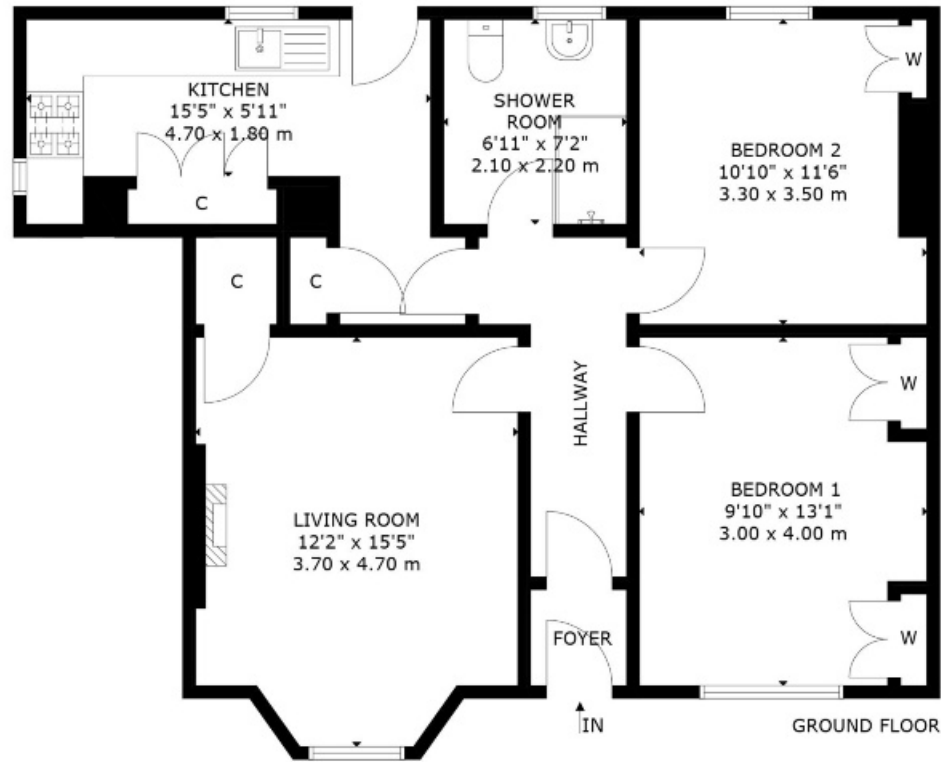 KITCHEN
15'5" x 5'11"
4.70 x 1.80 m
SHOWER
ROOM
6'11" x 7'2"
2.10 x 2.20 m
W
BEDROOM 2
10'10" x 11'6"
3.30 x 3.50 m
C
C
C
HALLWAY
W
LIVING ROOM
12'2" x 15'5"
3.70 x 4.70 m
BEDROOM 1
9'10" x 13'1"
3.00 x 4.00 m
FOYER
W
IN
GROUND FLOOR